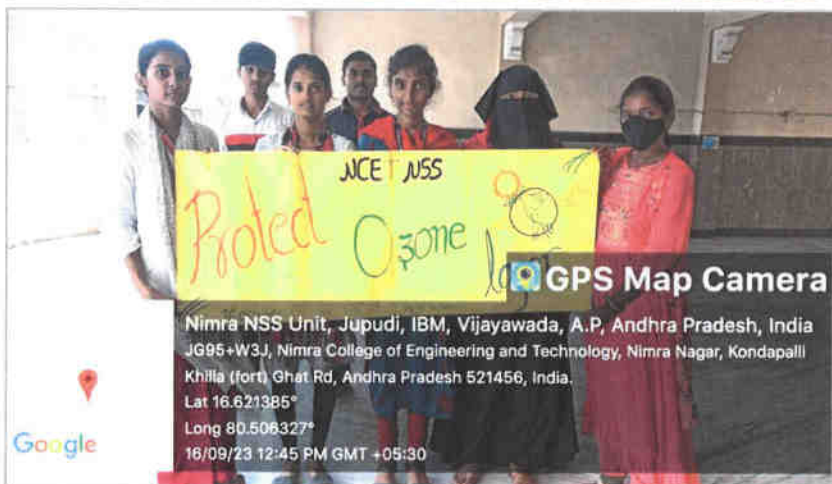 NCET NSS
Protect Ozone layer
GPS Map Camera
Nimra NSS Unit, Jupudi, IBM, Vijayawada, A.P, Andhra Pradesh, India
JG95+W3J, Nimra College of Engineering and Technology, Nimra Nagar, Kondapalli
Khilla (fort) Ghat Rd, Andhra Pradesh 521456, India.
Lat 16.621385°
Long 80.506327°
16/09/23 12:45 PM GMT +05:30
Google